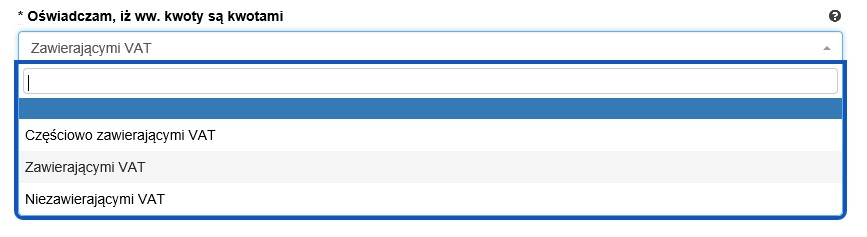 * Oświadczam, iż ww. kwoty są kwotami
Zawierającymi VAT
Częściowo zawierającymi VAT
Zawierającymi VAT
Niezawierającymi VAT